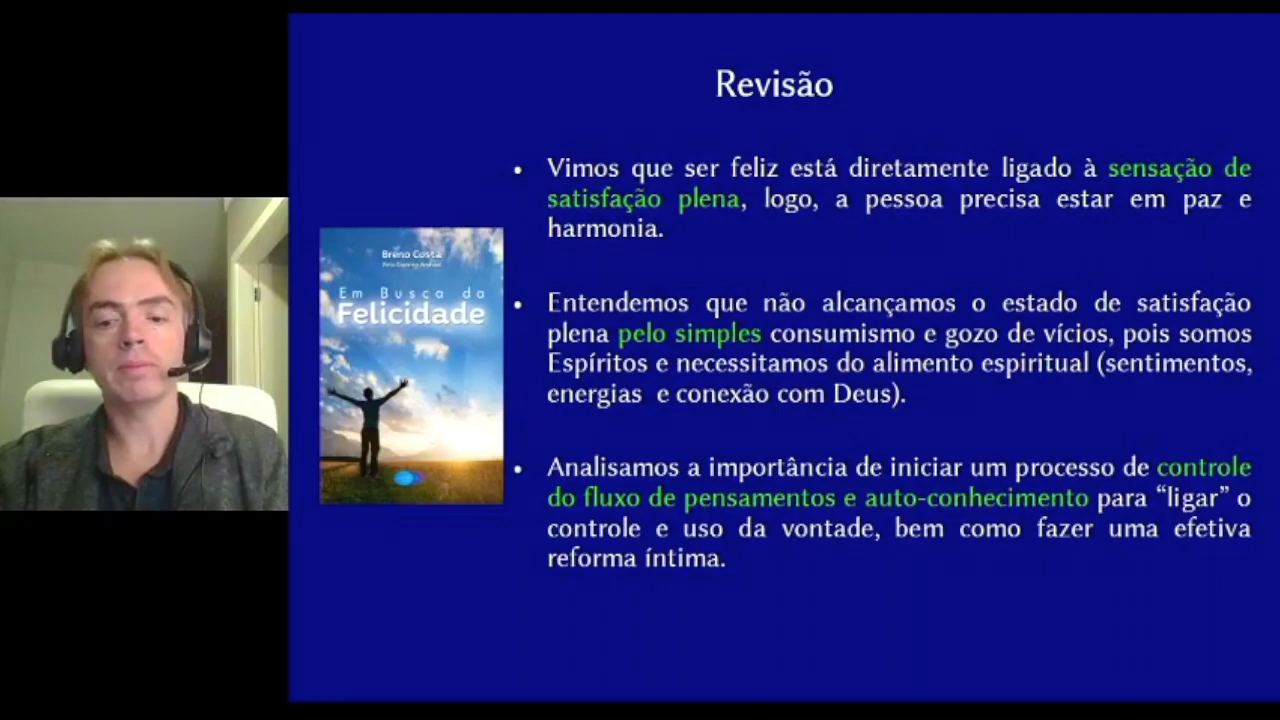 Revisão
• Vimos que ser feliz está diretamente ligado à sensação de
satisfação plena, logo, a pessoa precisa estar em paz e
harmonia.
Breno Costa
Em Busca da
Felicidade
• Entendemos que não alcançamos o estado de satisfação
plena pelo simples consumismo e gozo de vícios, pois somos
Espíritos e necessitamos do alimento espiritual (sentimentos,
energias e conexão com Deus).
• Analisamos a importância de iniciar um processo de controle
do fluxo de pensamentos e auto-conhecimento para “ligar” o
controle e uso da vontade, bem como fazer uma efetiva
reforma íntima.